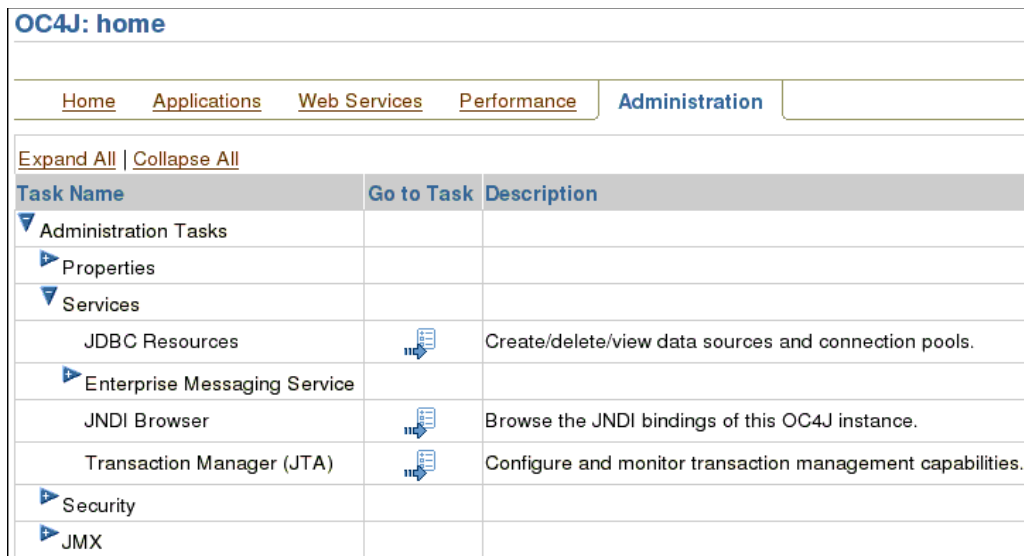 OC4J: home
Home Applications Web Services Performance Administration
Expand All | Collapse All
Task Name Go to Task Description
Administration Tasks
Properties
Services
JDBC Resources Create/delete/view data sources and connection pools.
Enterprise Messaging Service
JNDI Browser Browse the JNDI bindings of this OC4J instance.
Transaction Manager (JTA) Configure and monitor transaction management capabilities.
Security
JMX